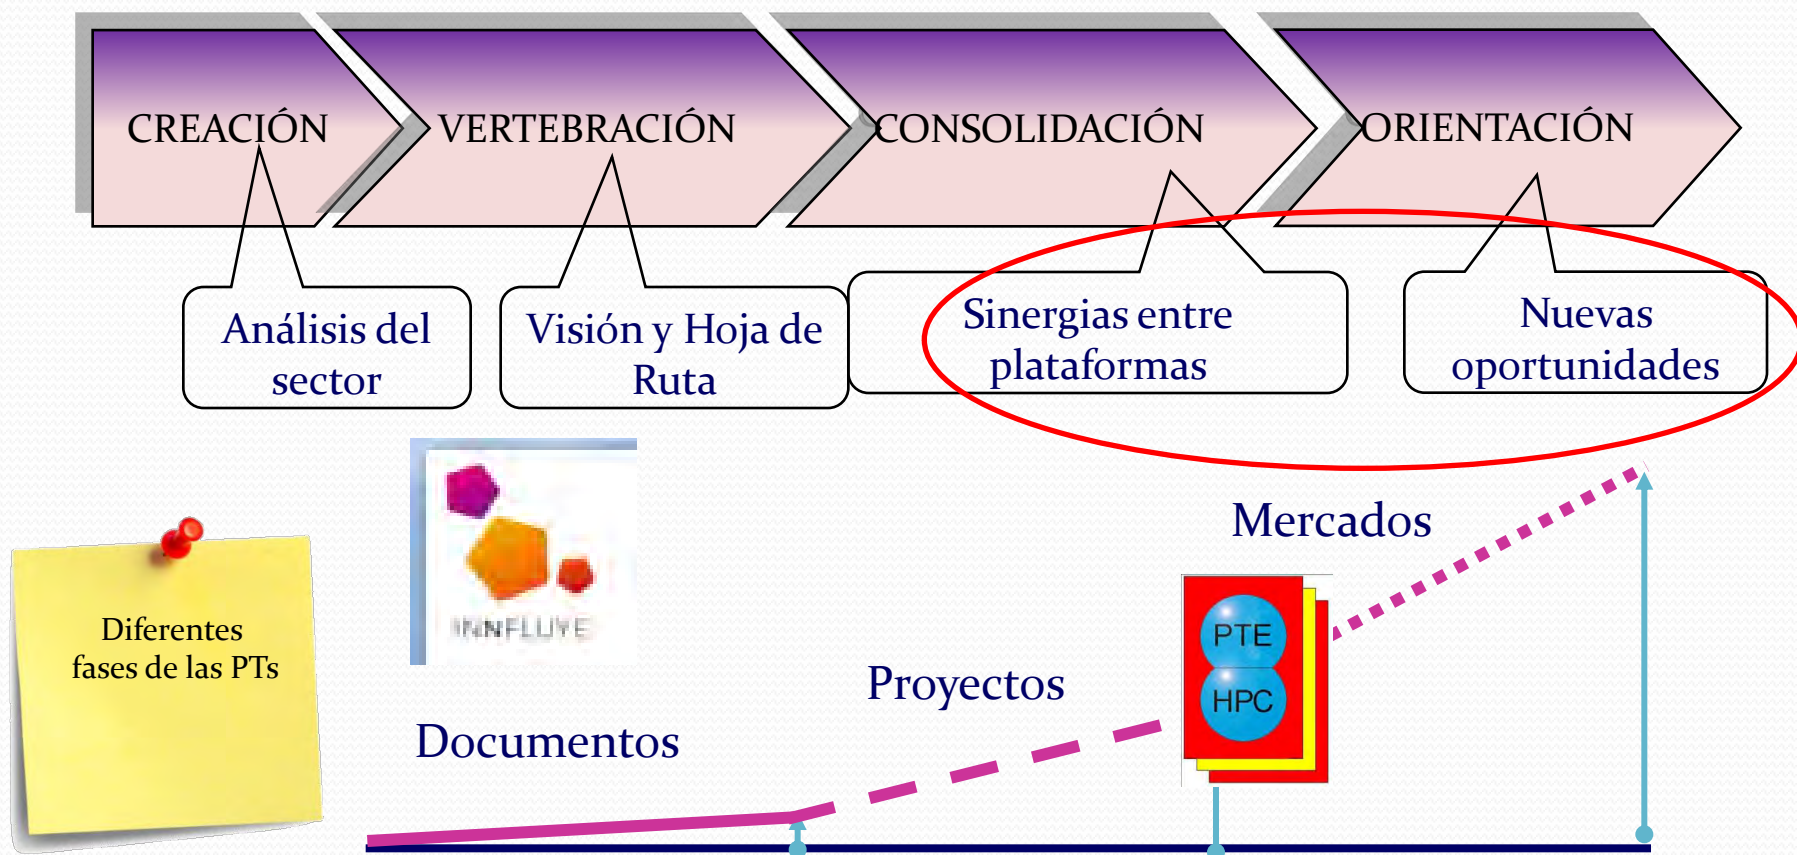 CREACIÓN
VERTEBRACIÓN
CONSOLIDACIÓN
ORIENTACIÓN
Análisis del
sector
Visión y Hoja de
Ruta
Sinergias entre
plataformas
Nuevas
oportunidades
INNFLUYE
Mercados
Diferentes
fases de las PTs
PTE
HPC
Proyectos
Documentos